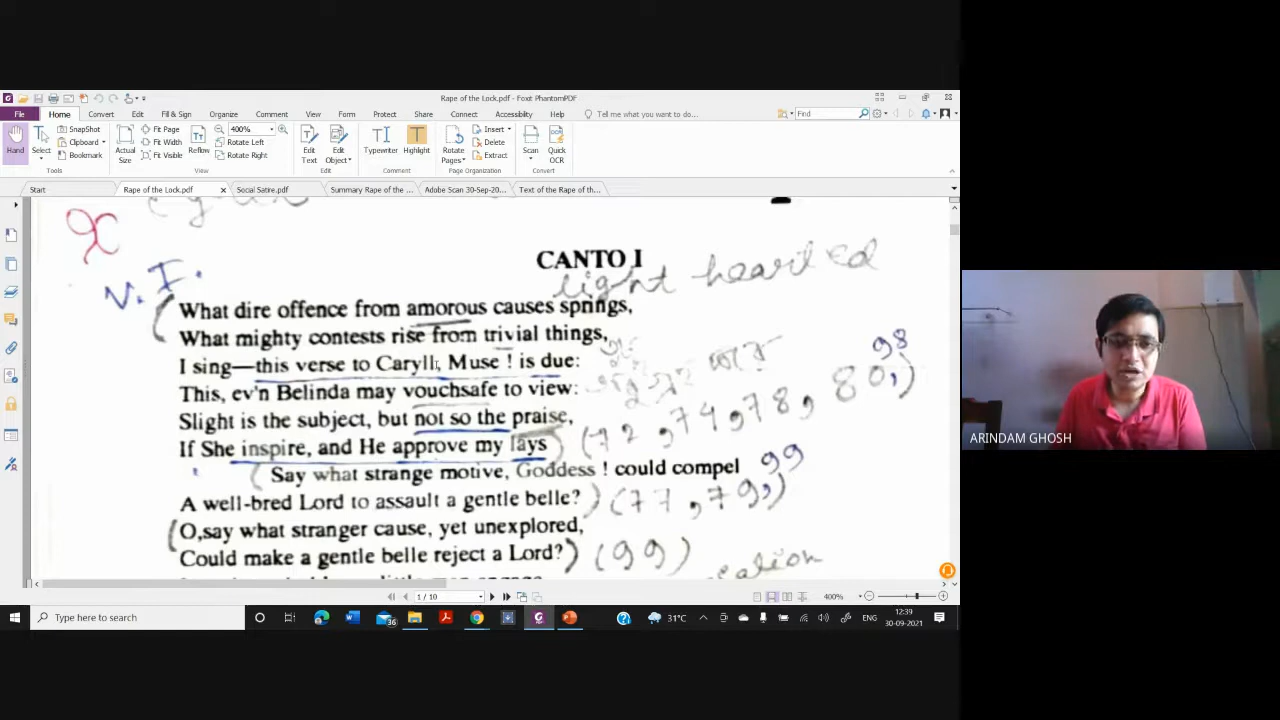 Rape of the Lock.pdf - Foxit PhantomPDF
File Home Convert Edit Fill & Sign Organize Comment View Form Protect Share Connect Accessibility Help Tell me what you want to do... Find
Hand Select SnapShot Clipboard Bookmark Actual Size Fit Page Fit Width Fit Visible Reflow 400% Rotate Left Rotate Right Edit Text Edit Object Typewriter Highlight Rotate Pages Insert Delete Extract Scan Quick OCR
Tools View Edit Comment Page Organization Convert
Start Rape of the Lock.pdf Socal Satire.pdf Summary Rape of the ... Adobe Scan 30-Sep-20... Text of the Rape of th...
CANTO I
light hearted
V. I.
What dire offence from amorous causes springs,
What mighty contests rise from trivial things,
I sing—this verse to Caryll, Muse ! is due:
98
This, ev'n Belinda may vouchsafe to view:
Slight is the subject, but not so the praise,
(72, 74, 78, 80,)
If She inspire, and He approve my lays)
(Say what strange motive, Goddess ! could compel
99
A well-bred Lord to assault a gentle belle?) (77, 79,)
(O,say what stranger cause, yet unexplored,
Could make a gentle belle reject a Lord?) (99)
ARINDAM GHOSH
1 / 10
400%
Type here to search
36
31°C
ENG
12:39
30-09-2021